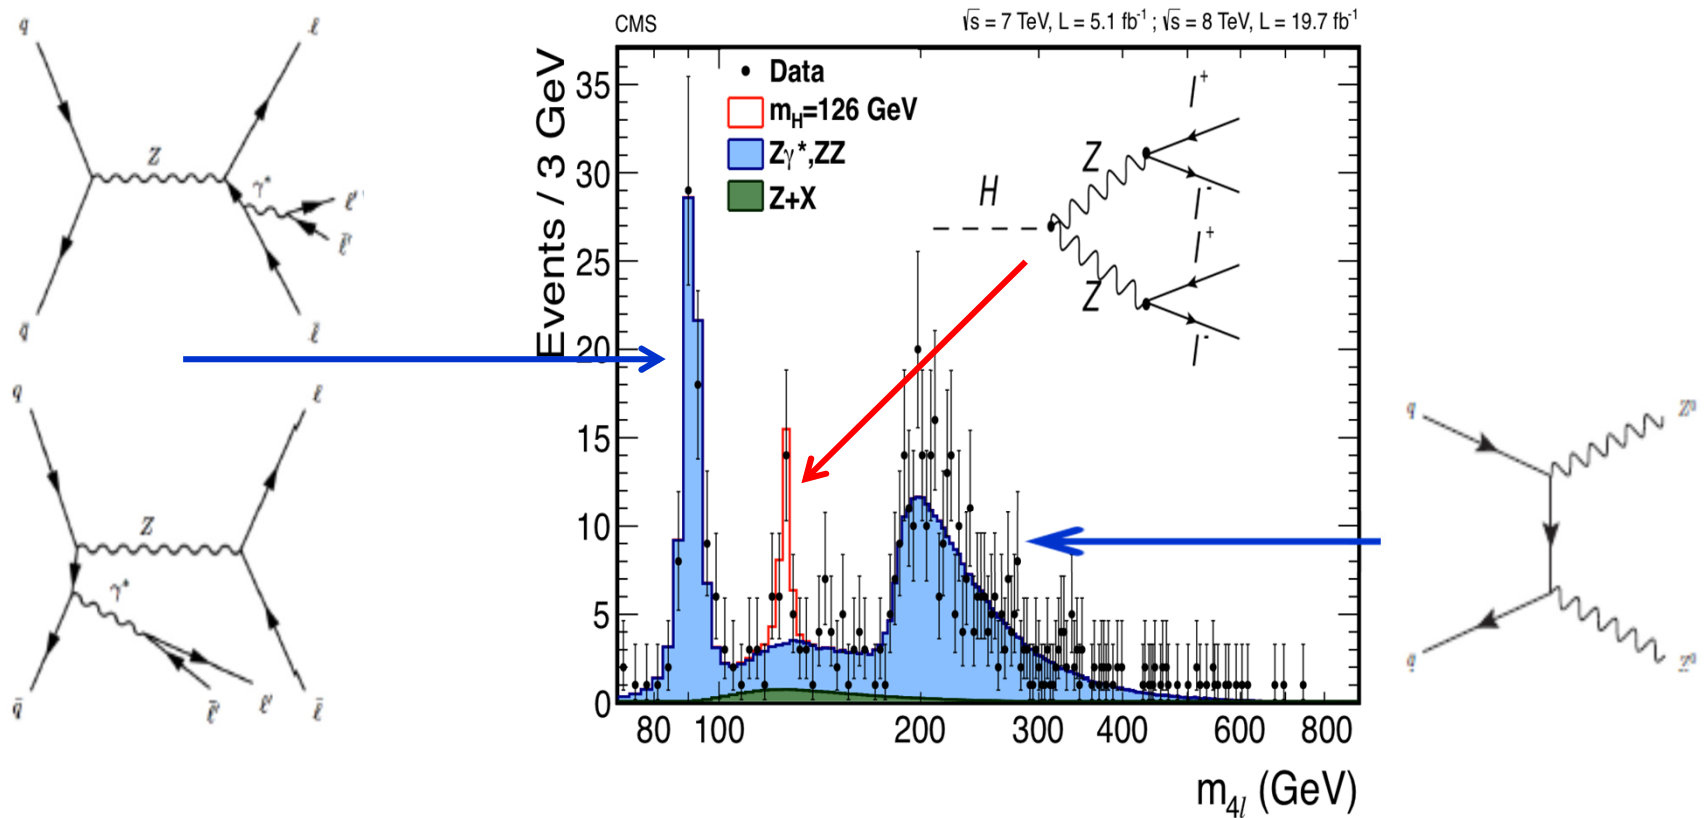 CMS
√s = 7 TeV, L = 5.1 fb⁻¹ ; √s = 8 TeV, L = 19.7 fb⁻¹
Events / 3 GeV
35
30
25
20
15
10
5
0
Data
m_H=126 GeV
Zγ*,ZZ
Z+X
H
Z
Z
l⁺
l⁻
l⁺
l⁻
80 100 200 300 400 600 800
m_4l (GeV)
q
ℓ
Z
γ*
ℓ'
ℓ̄'
q̄
ℓ̄
q
ℓ
Z
γ*
q̄
ℓ̄'
ℓ'
ℓ̄
q
Z⁰
q
Z⁰